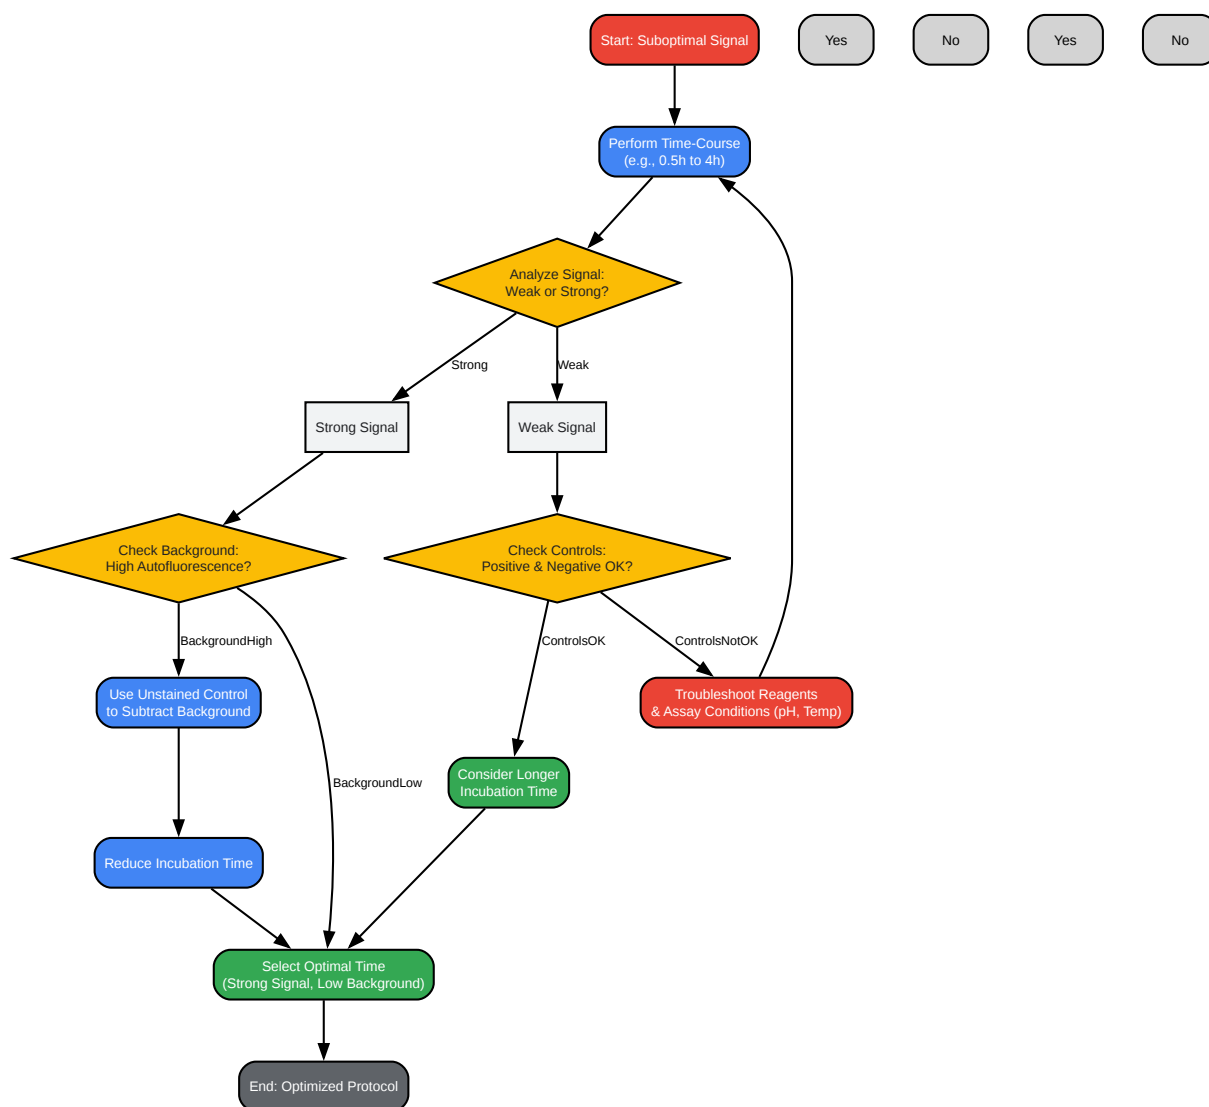 Start: Suboptimal Signal
Yes
No
Yes
No
Perform Time-Course
(e.g., 0.5h to 4h)
Analyze Signal:
Weak or Strong?
Strong
Weak
Strong Signal
Weak Signal
Check Background:
High Autofluorescence?
Check Controls:
Positive & Negative OK?
BackgroundHigh
ControlsOK
ControlsNotOK
Use Unstained Control
to Subtract Background
Troubleshoot Reagents
& Assay Conditions (pH, Temp)
Consider Longer
Incubation Time
BackgroundLow
Reduce Incubation Time
Select Optimal Time
(Strong Signal, Low Background)
End: Optimized Protocol